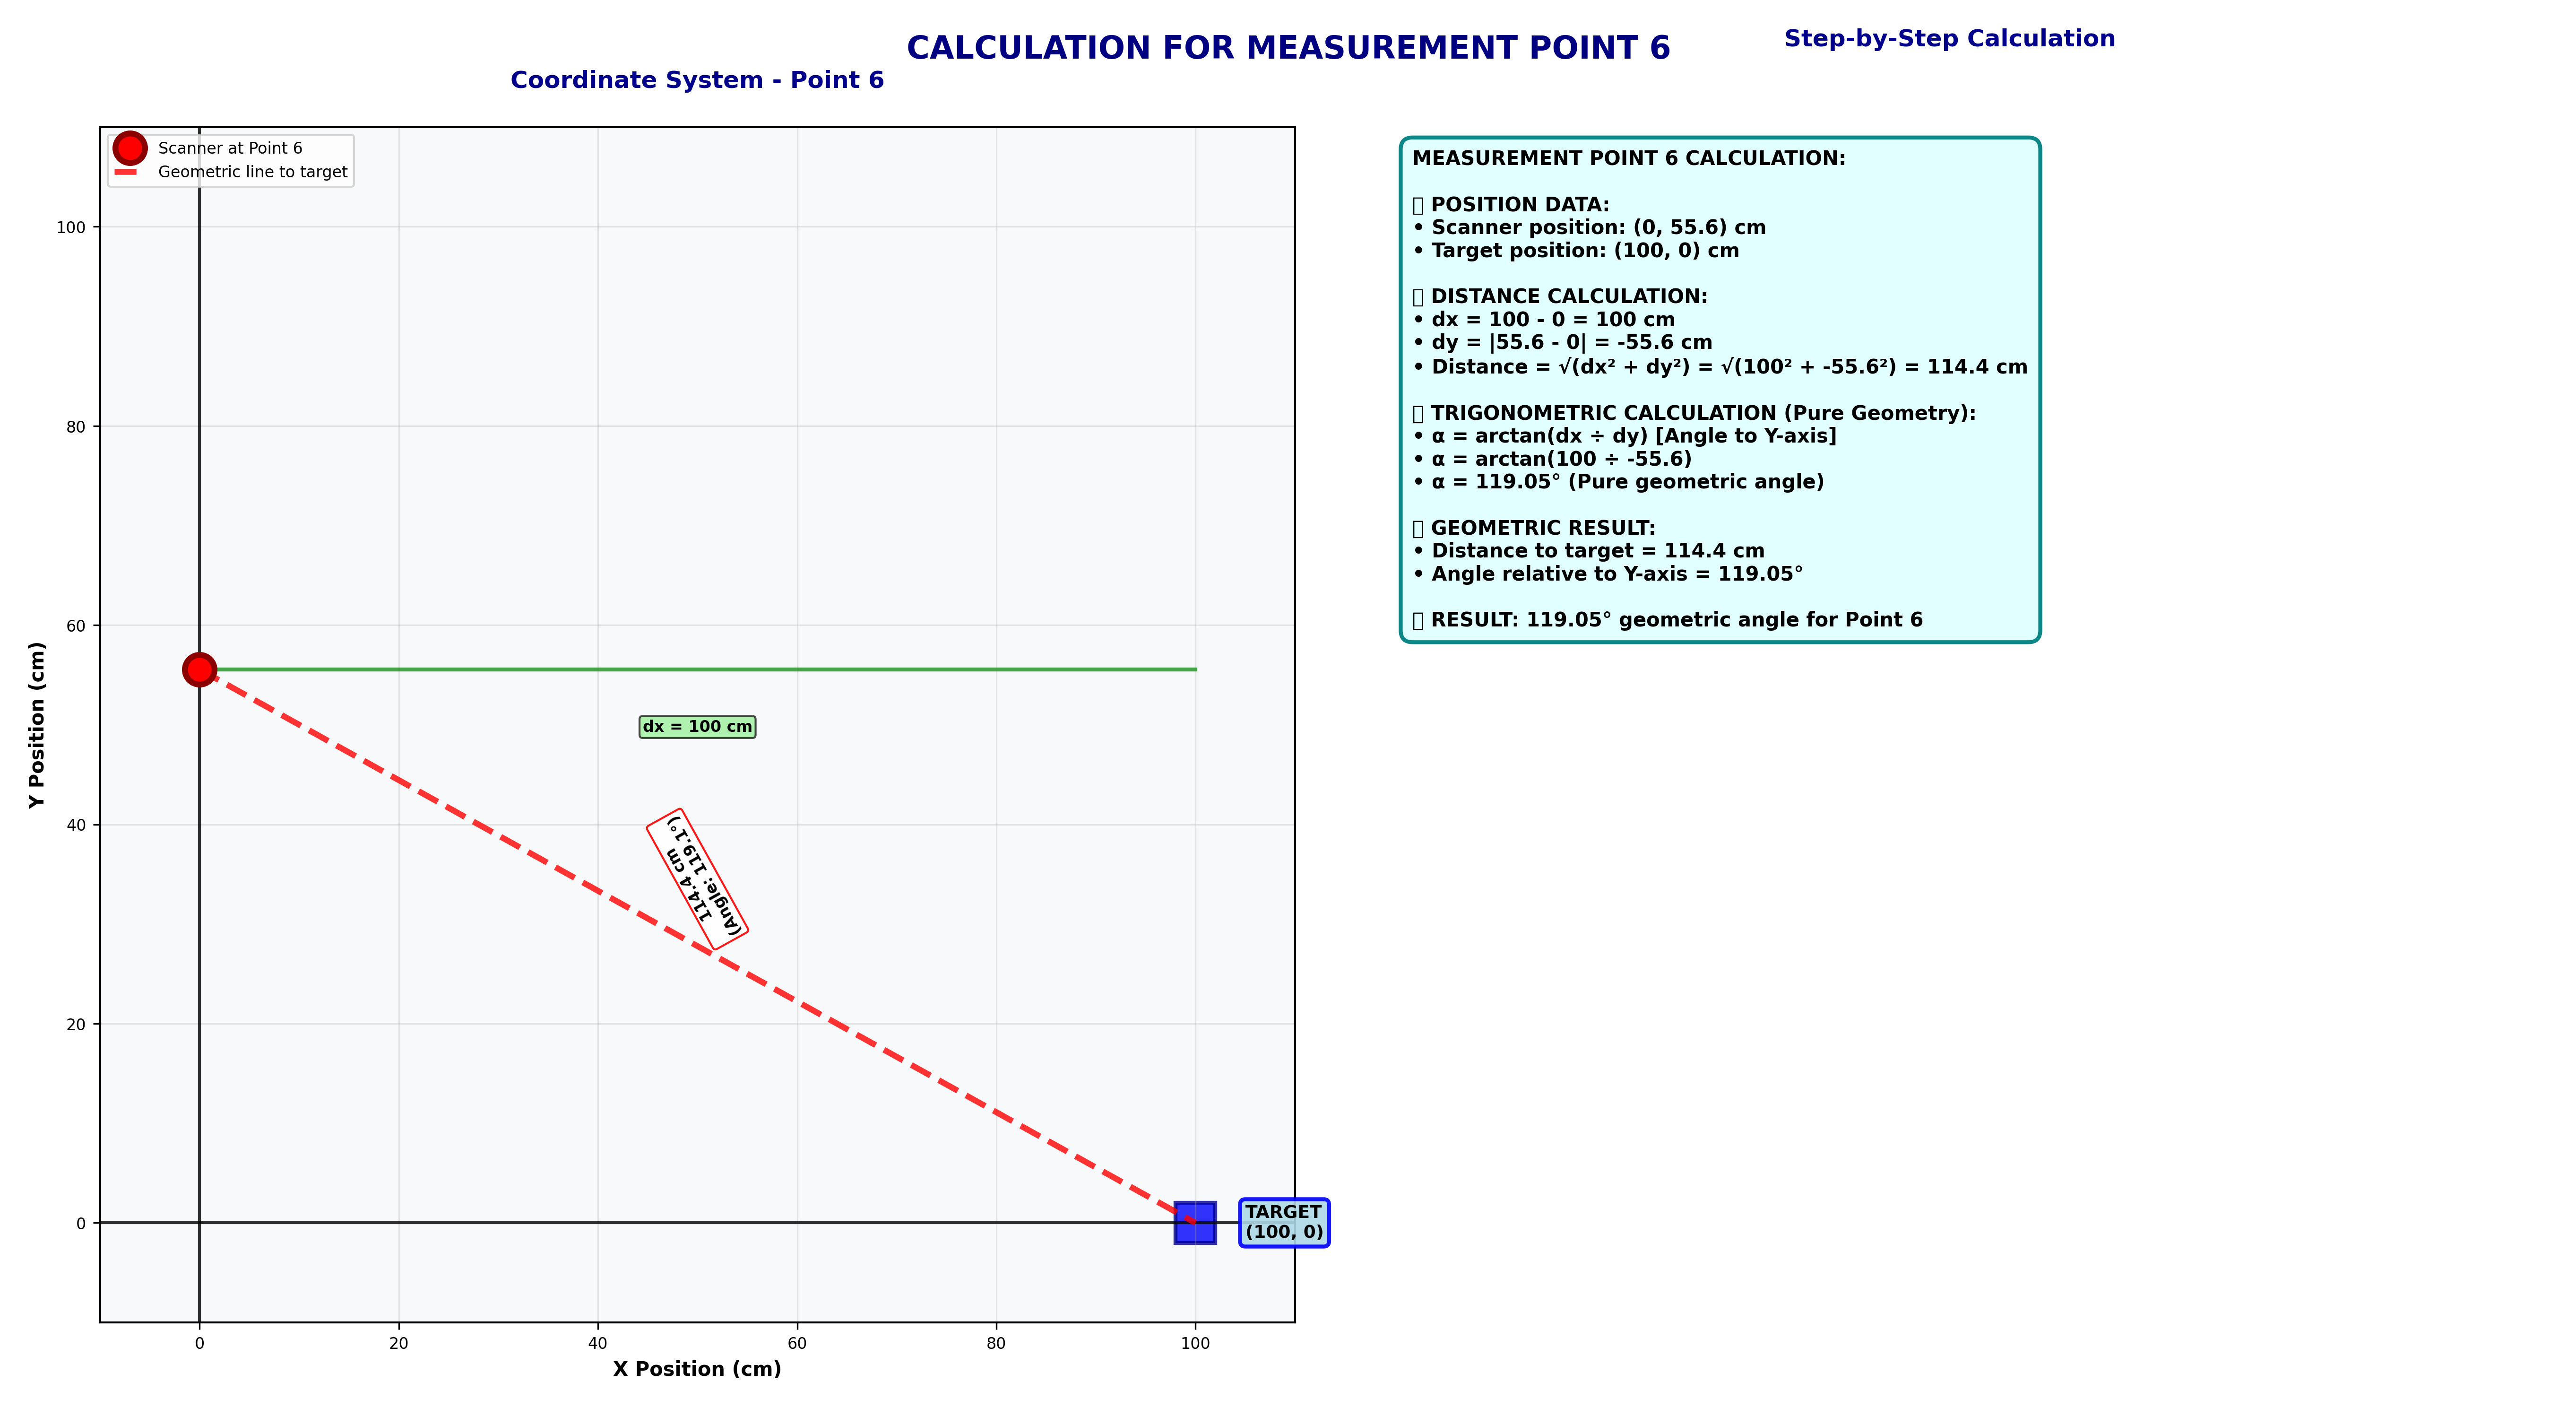 CALCULATION FOR MEASUREMENT POINT 6
Step-by-Step Calculation
Coordinate System - Point 6
Scanner at Point 6
Geometric line to target
100
80
60
40
20
0
Y Position (cm)
dx = 100 cm
114.4 cm
(Angle: 119.1°)
TARGET
(100, 0)
0
20
40
60
80
100
X Position (cm)
MEASUREMENT POINT 6 CALCULATION:
POSITION DATA:
• Scanner position: (0, 55.6) cm
• Target position: (100, 0) cm
DISTANCE CALCULATION:
• dx = 100 - 0 = 100 cm
• dy = |55.6 - 0| = -55.6 cm
• Distance = √(dx² + dy²) = √(100² + -55.6²) = 114.4 cm
TRIGONOMETRIC CALCULATION (Pure Geometry):
• α = arctan(dx ÷ dy) [Angle to Y-axis]
• α = arctan(100 ÷ -55.6)
• α = 119.05° (Pure geometric angle)
GEOMETRIC RESULT:
• Distance to target = 114.4 cm
• Angle relative to Y-axis = 119.05°
RESULT: 119.05° geometric angle for Point 6